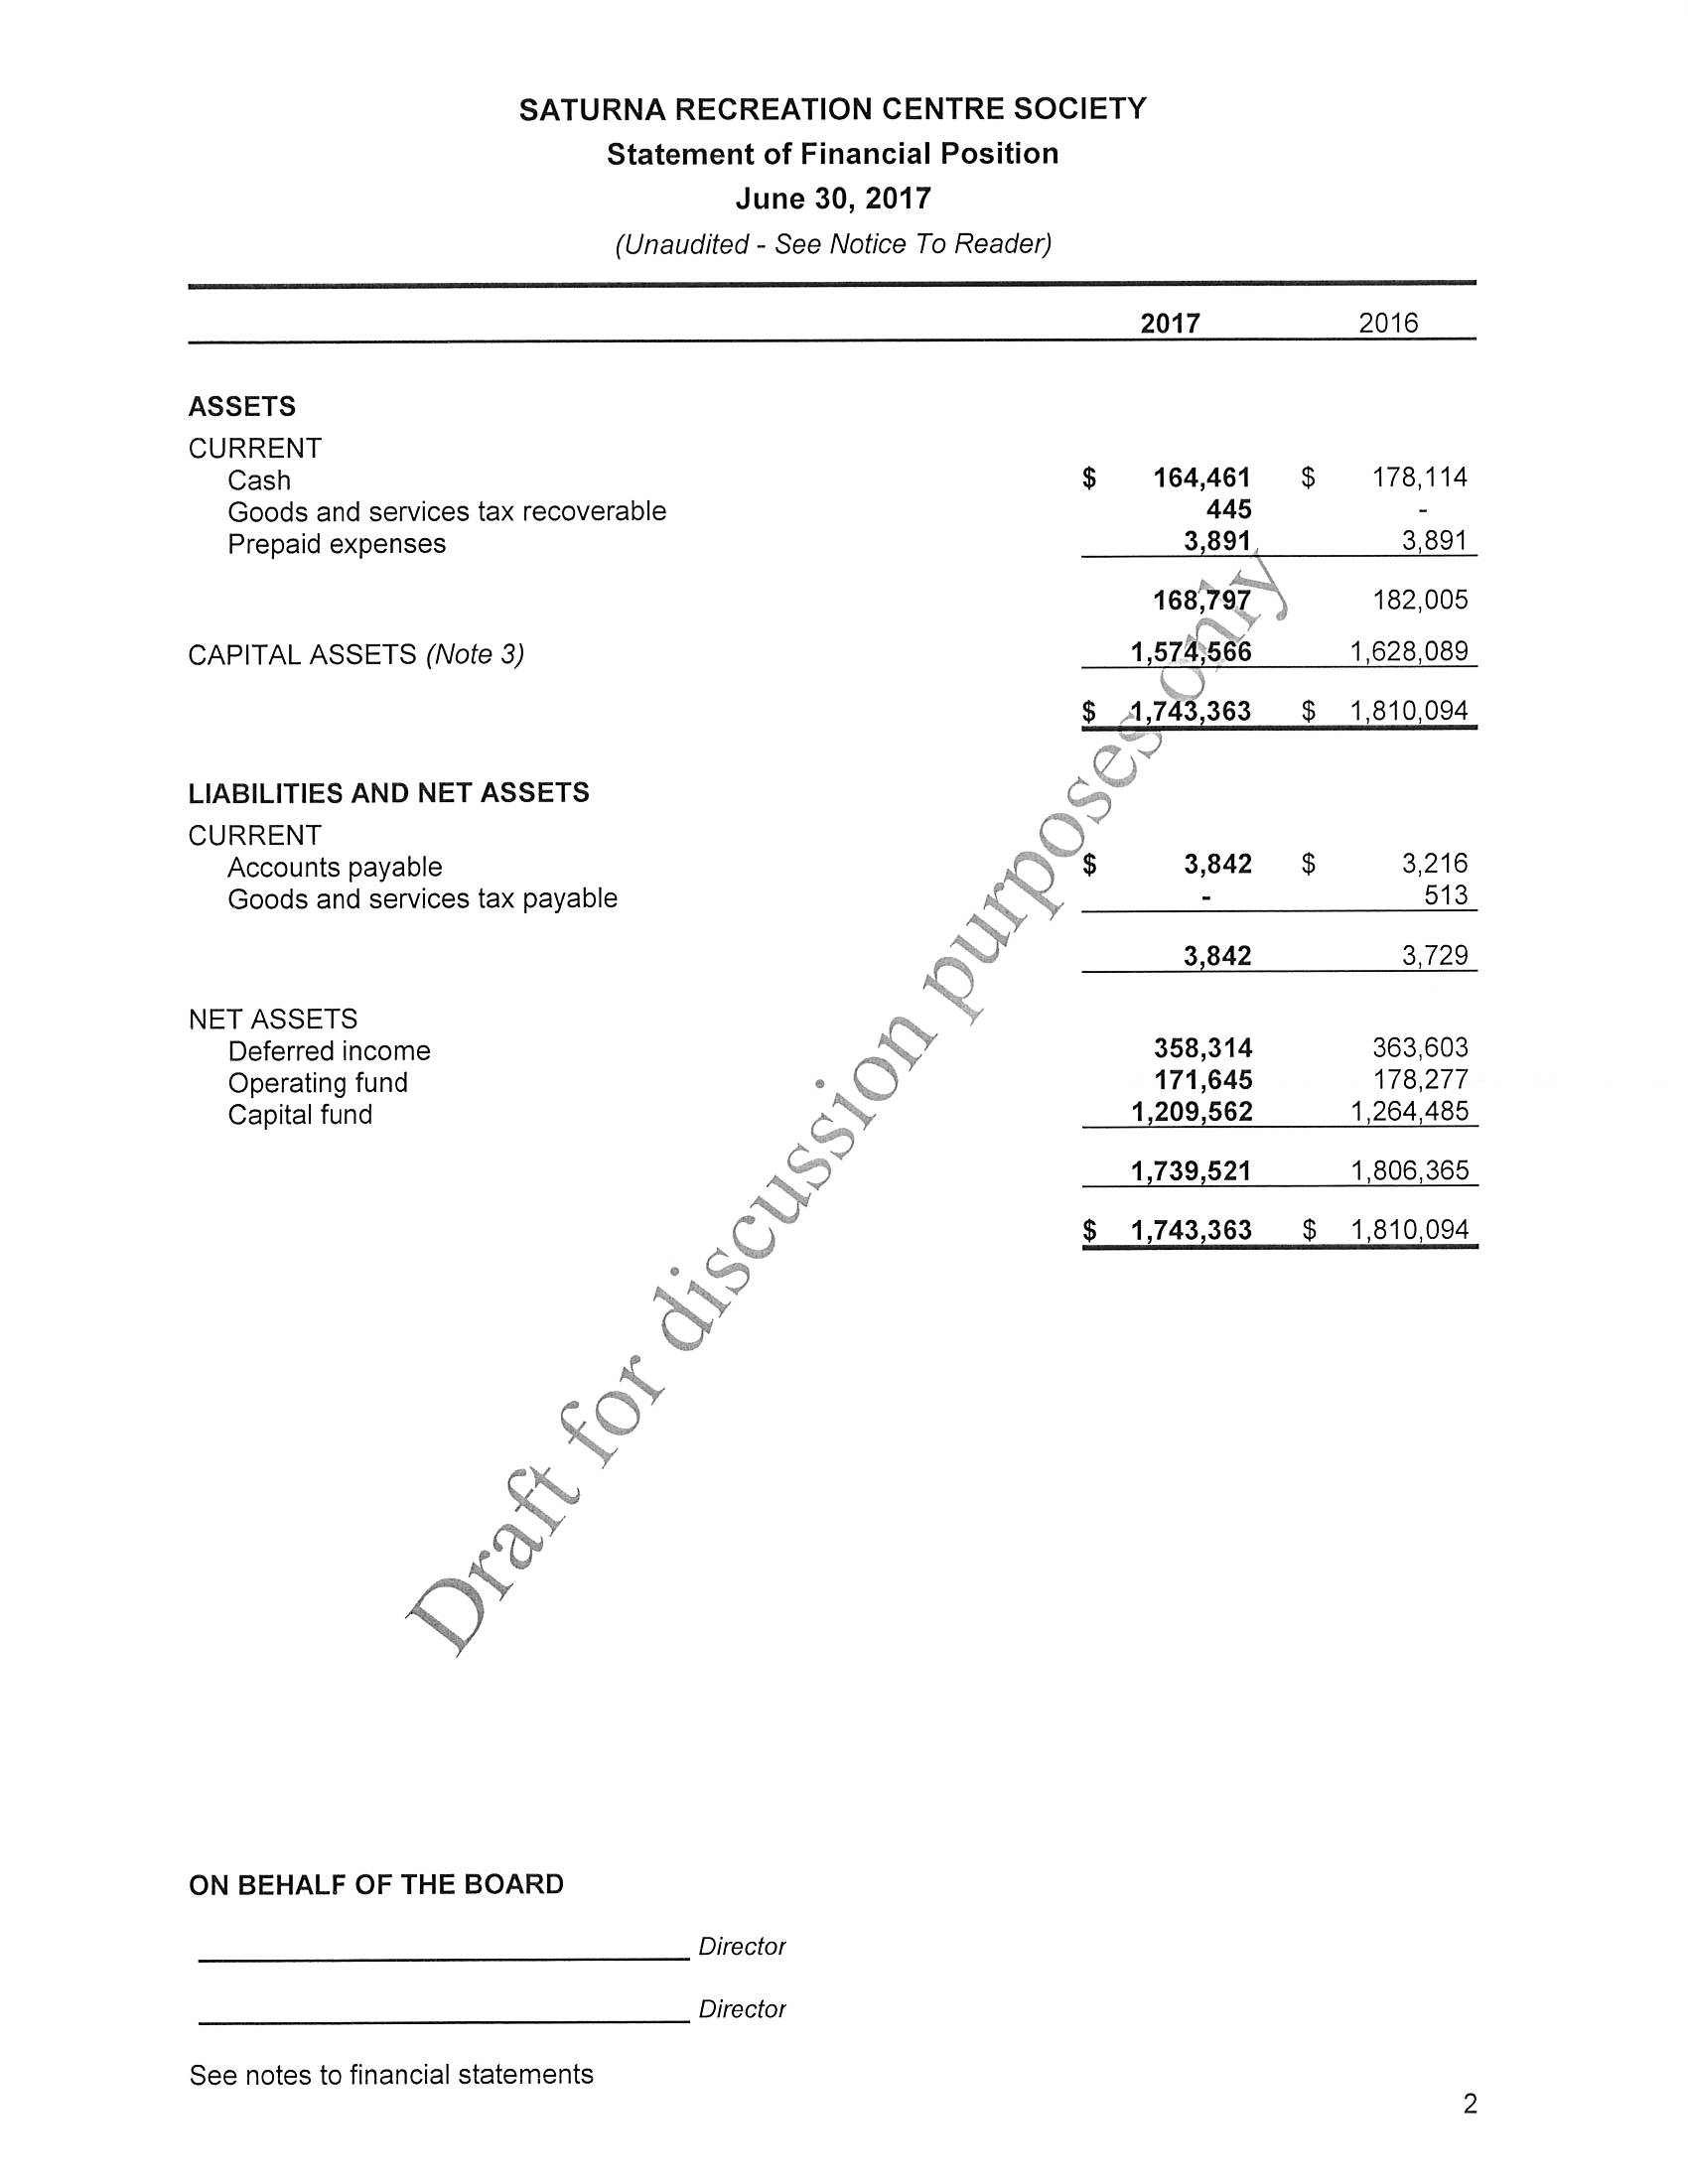 SATURNA RECREATION CENTRE SOCIETY
Statement of Financial Position
June 30, 2017
(Unaudited - See Notice To Reader)
2017 2016
ASSETS
CURRENT
Cash $ 164,461 $ 178,114
Goods and services tax recoverable 445 -
Prepaid expenses 3,891 3,891
168,797 182,005
CAPITAL ASSETS (Note 3) 1,574,566 1,628,089
$ 1,743,363 $ 1,810,094
LIABILITIES AND NET ASSETS
CURRENT
Accounts payable $ 3,842 $ 3,216
Goods and services tax payable - 513
3,842 3,729
NET ASSETS
Deferred income 358,314 363,603
Operating fund 171,645 178,277
Capital fund 1,209,562 1,264,485
1,739,521 1,806,365
$ 1,743,363 $ 1,810,094
Draft for discussion purposes only
ON BEHALF OF THE BOARD
Director
Director
See notes to financial statements
2